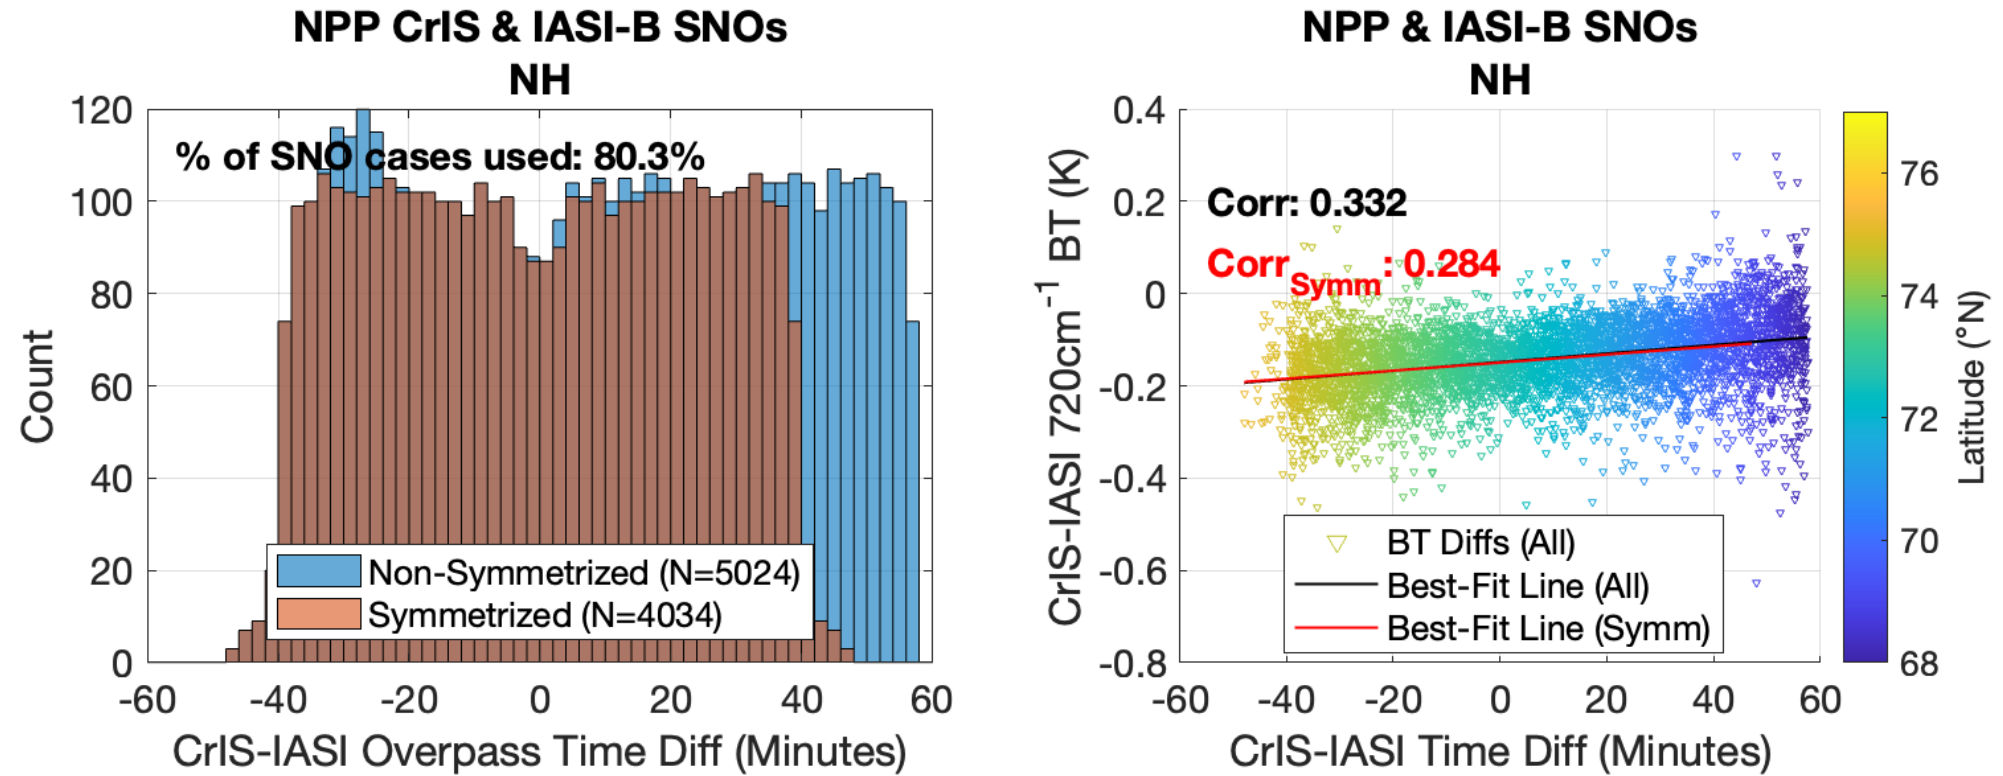 NPP CrIS & IASI-B SNOs
NH
% of SNO cases used: 80.3%
120
100
80
60
40
20
0
Count
-60 -40 -20 0 20 40 60
CrIS-IASI Overpass Time Diff (Minutes)
Non-Symmetrized (N=5024)
Symmetrized (N=4034)
NPP & IASI-B SNOs
NH
Corr: 0.332
Corr_Symm: 0.284
0.4
0.2
0
-0.2
-0.4
-0.6
-0.8
CrIS-IASI 720cm⁻¹ BT (K)
-60 -40 -20 0 20 40 60
CrIS-IASI Time Diff (Minutes)
BT Diffs (All)
Best-Fit Line (All)
Best-Fit Line (Symm)
76
74
72
70
68
Latitude (°N)